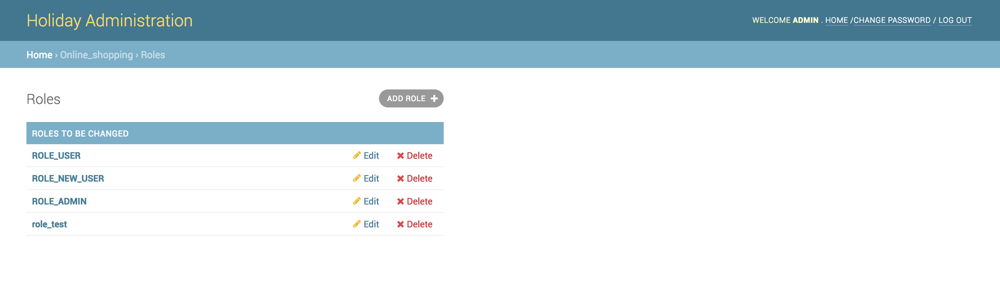 Holiday Administration
WELCOME ADMIN . HOME /CHANGE PASSWORD / LOG OUT
Home › Online_shopping › Roles
Roles
ADD ROLE
ROLES TO BE CHANGED
ROLE_USER Edit Delete
ROLE_NEW_USER Edit Delete
ROLE_ADMIN Edit Delete
role_test Edit Delete